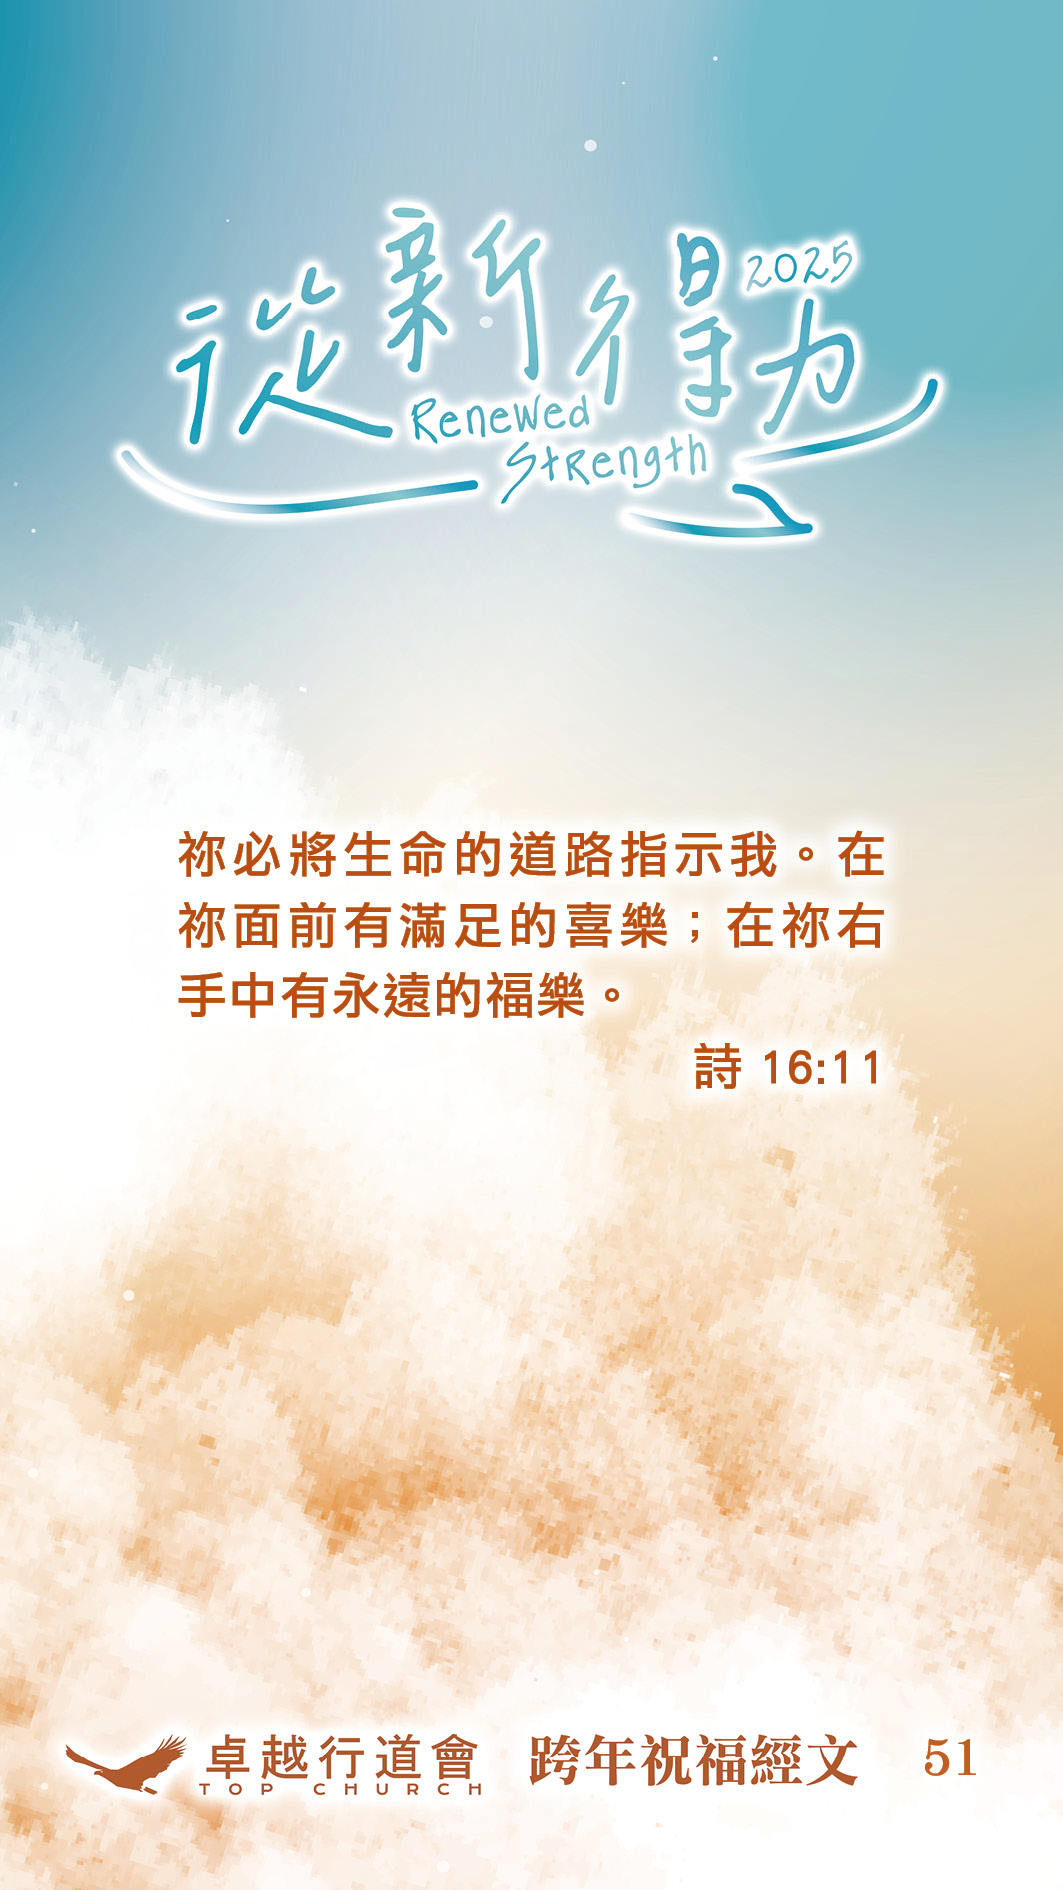 從新得力 2025
Renewed
Strength
祢必將生命的道路指示我。在
祢面前有滿足的喜樂；在祢右
手中有永遠的福樂。
詩 16:11
卓越行道會 跨年祝福經文 51
TOP CHURCH